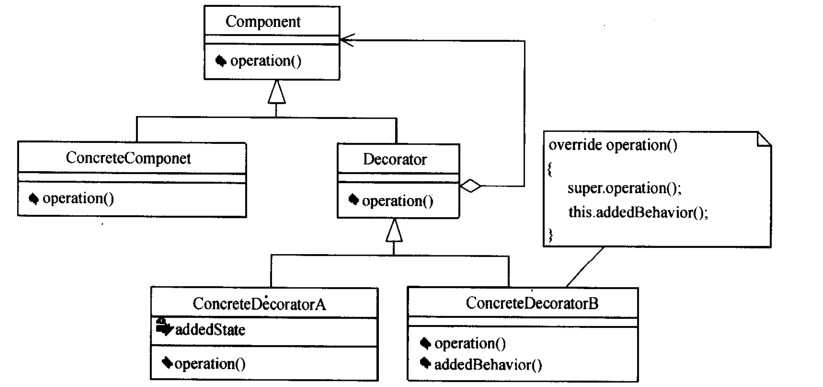 Component
operation()
ConcreteComponet
operation()
Decorator
operation()
override operation()
{
super.operation();
this.addedBehavior();
}
ConcreteDecoratorA
addedState
operation()
ConcreteDecoratorB
operation()
addedBehavior()